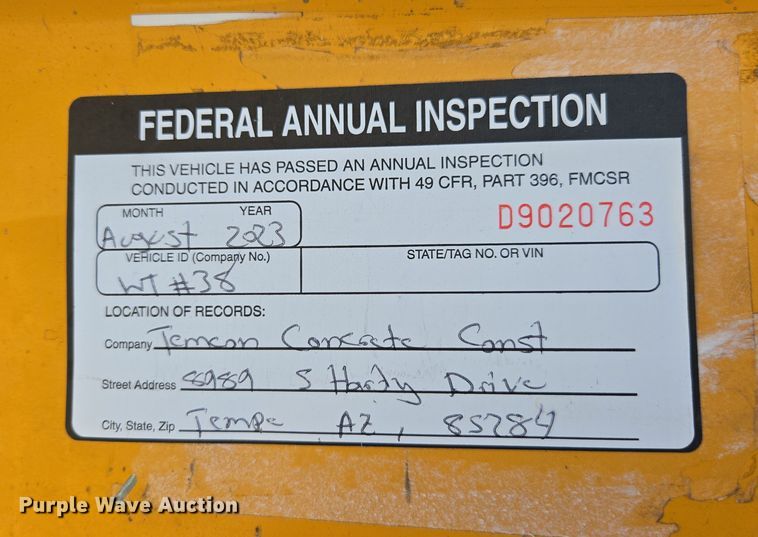 FEDERAL ANNUAL INSPECTION
THIS VEHICLE HAS PASSED AN ANNUAL INSPECTION
CONDUCTED IN ACCORDANCE WITH 49 CFR, PART 396, FMCSR
MONTH YEAR
D9020763
August 2023
VEHICLE ID (Company No.) STATE/TAG NO. OR VIN
WT #38
LOCATION OF RECORDS:
Company Temcon Concrete Const
Street Address 8989 S Hardy Drive
City, State, Zip Tempe AZ, 85284
Purple Wave Auction